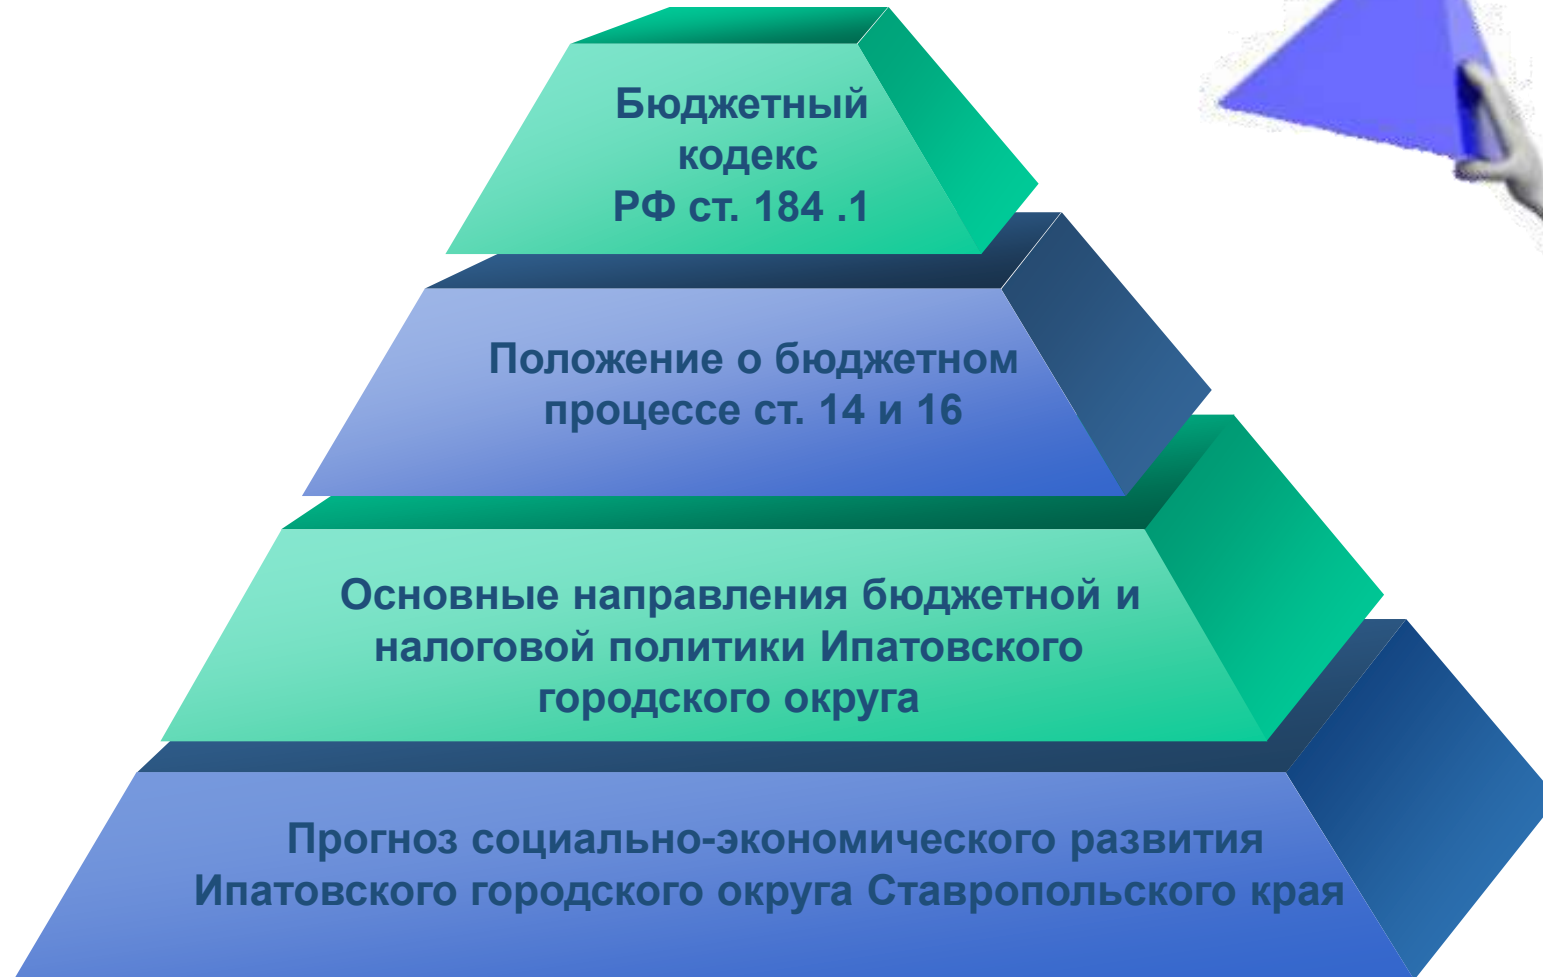 Бюджетный
кодекс
РФ ст. 184 .1
Положение о бюджетном
процессе ст. 14 и 16
Основные направления бюджетной и
налоговой политики Ипатовского
городского округа
Прогноз социально-экономического развития
Ипатовского городского округа Ставропольского края